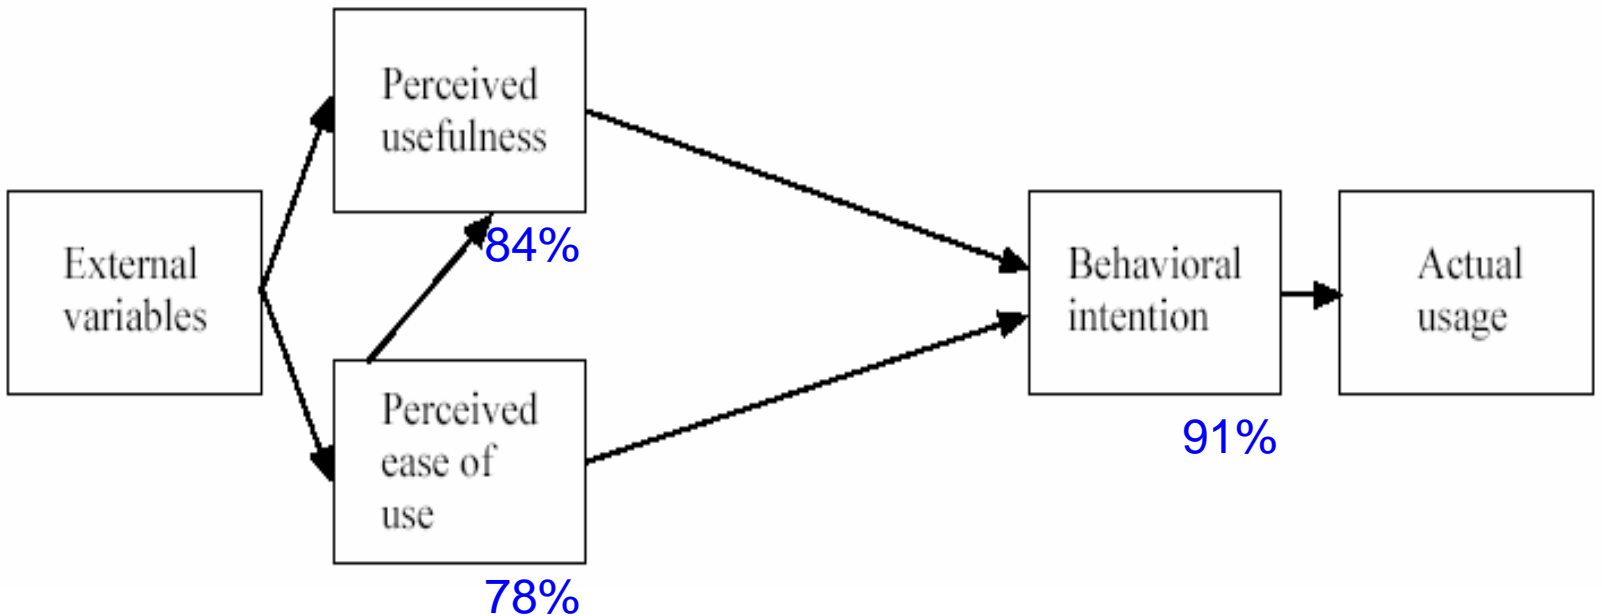 Perceived
usefulness
84%
External
variables
Perceived
ease of
use
78%
Behavioral
intention
91%
Actual
usage